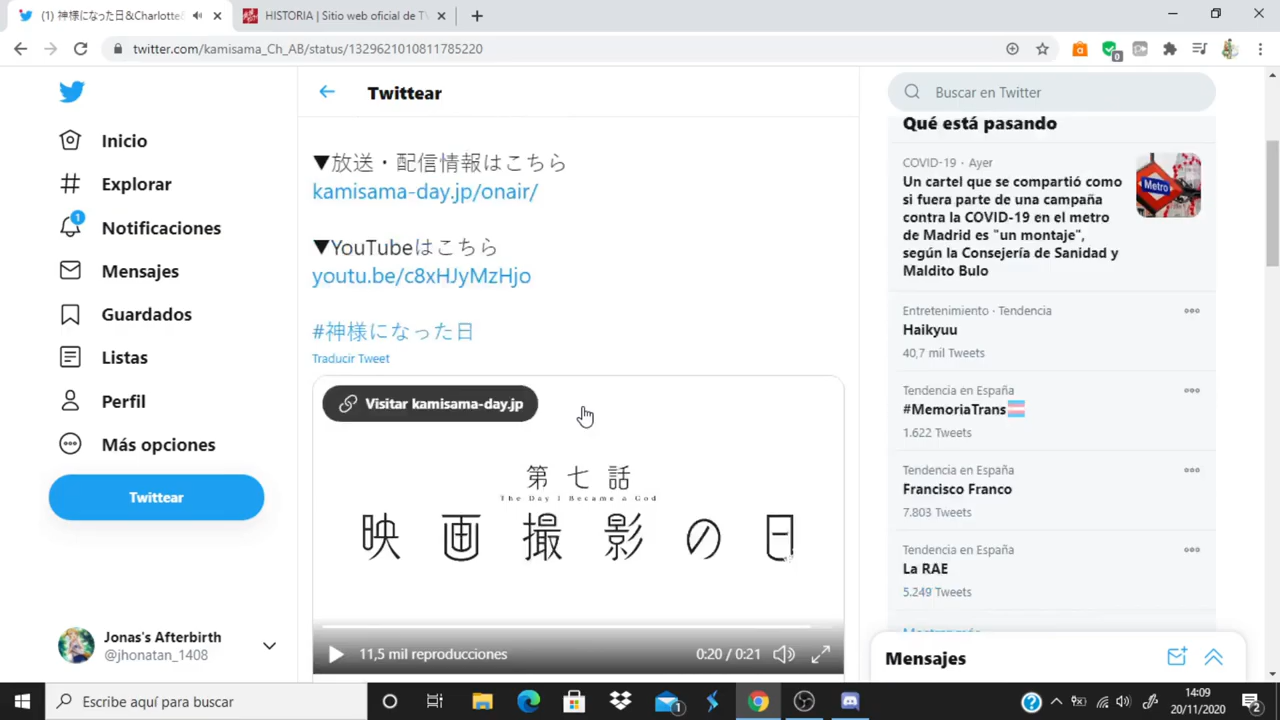 (1) 神様になった日&Charlotte&
HISTORIA | Sitio web oficial de TV
twitter.com/kamisama_Ch_AB/status/1329621010811785220
0
Inicio
Explorar
1
Notificaciones
Mensajes
Guardados
Listas
Perfil
Más opciones
Twittear
Jonas's Afterbirth
@jhonatan_1408
Twittear
▼放送・配信情報はこちら
kamisama-day.jp/onair/
▼YouTubeはこちら
youtu.be/c8xHJyMzHjo
#神様になった日
Traducir Tweet
Visitar kamisama-day.jp
第七話
The Day I Became a God
映画撮影の日
11,5 mil reproducciones
0:20 / 0:21
Buscar en Twitter
Qué está pasando
COVID-19 · Ayer
Un cartel que se compartió como
si fuera parte de una campaña
contra la COVID-19 en el metro
de Madrid es "un montaje",
según la Consejería de Sanidad y
Maldito Bulo
Metro
Entretenimiento · Tendencia
Haikyuu
40,7 mil Tweets
Tendencia en España
#MemoriaTrans
1.622 Tweets
Tendencia en España
Francisco Franco
7.803 Tweets
Tendencia en España
La RAE
5.249 Tweets
Mensajes
Escribe aquí para buscar
1
14:09
20/11/2020
2